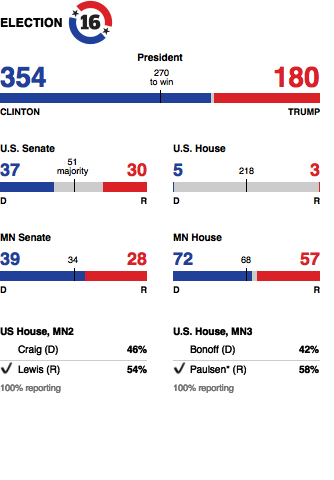 ELECTION 16
President
354 270 180
to win
CLINTON TRUMP
U.S. Senate
37 51 30
majority
D R
U.S. House
5 218 3
D R
MN Senate
39 34 28
D R
MN House
72 68 57
D R
US House, MN2
Craig (D) 46%
Lewis (R) 54%
100% reporting
U.S. House, MN3
Bonoff (D) 42%
Paulsen* (R) 58%
100% reporting